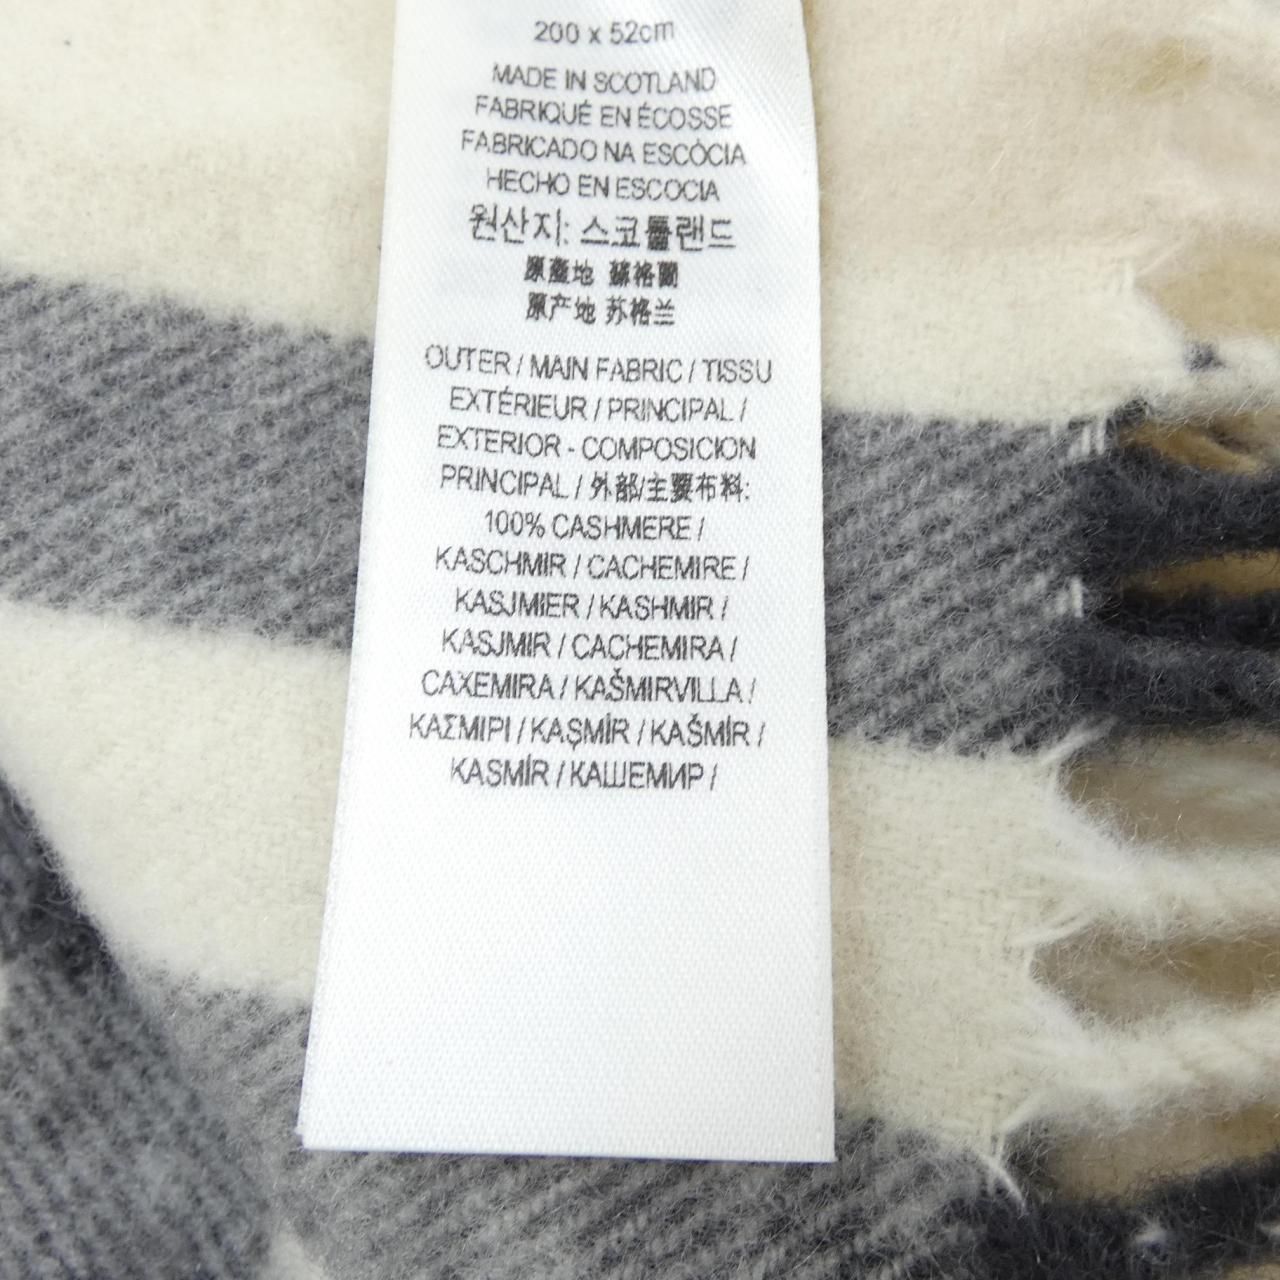 200 x 52cm
MADE IN SCOTLAND
FABRIQUÉ EN ÉCOSSE
FABRICADO NA ESCÒCIA
HECHO EN ESCOCIA
원산지: 스코틀랜드
原產地 蘇格蘭
原产地 苏格兰
OUTER / MAIN FABRIC / TISSU
EXTÉRIEUR / PRINCIPAL /
EXTERIOR - COMPOSICION
PRINCIPAL / 外部/主要布料:
100% CASHMERE /
KASCHMIR / CACHEMIRE /
KASJMIER / KASHMIR /
KASJMIR / CACHEMIRA /
CAXEMIRA / KAŠMIRVILLA /
ΚΑΣΜΙΡΙ / KAŞMİR / KAŠMÍR /
KASMÍR / КАШЕМИР /